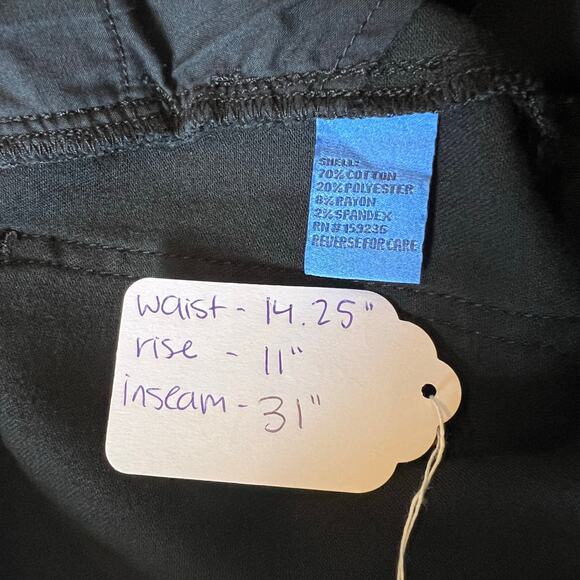 SHELL:
70% COTTON
20% POLYESTER
8% RAYON
2% SPANDEX
RN# 159236
REVERSE FOR CARE
waist - 14.25"
rise - 11"
inseam - 31"